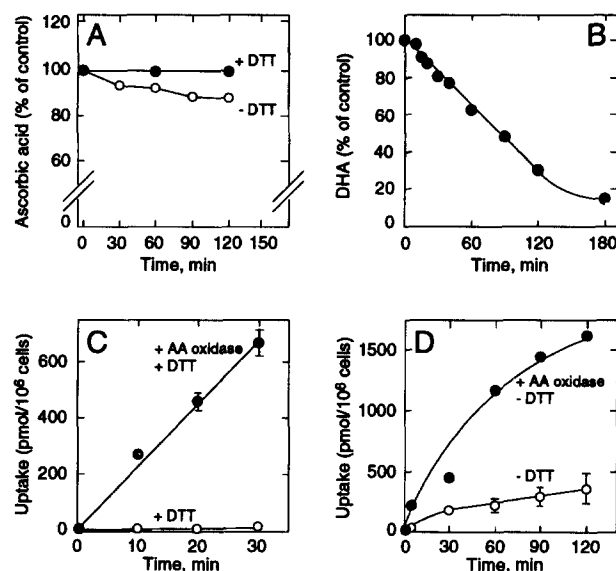 A
Ascorbic acid (% of control)
120
100
80
60
0
+ DTT
- DTT
0 30 60 90 120 150
Time, min
B
DHA (% of control)
100
80
60
40
20
0
0 60 120 180
Time, min
C
Uptake (pmol/10⁶ cells)
600
400
200
0
+ AA oxidase
+ DTT
+ DTT
0 10 20 30
Time, min
D
Uptake (pmol/10⁶ cells)
1500
1000
500
0
+ AA oxidase
- DTT
- DTT
0 30 60 90 120
Time, min